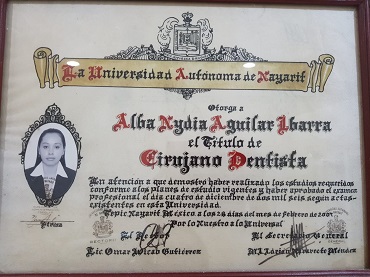 La Universidad Autónoma de Nayarit
Otorga a
Alba Nydia Aguilar Ibarra
el Título de
Cirujano Dentista
En atención a que demostró haber realizado los estudios requeridos
conforme a los planes de estudio vigentes y haber aprobado el examen
profesional el día cuatro de diciembre de dos mil seis según actas
existentes en esta Universidad.
Tepic Nayarit México a los 28 días del mes de febrero de 2007
Por lo Nuestro a lo Universal
El Rector
El Secretario General
Lic Omar Wicab Gutiérrez
M.I. Adrián Navarrete Méndez